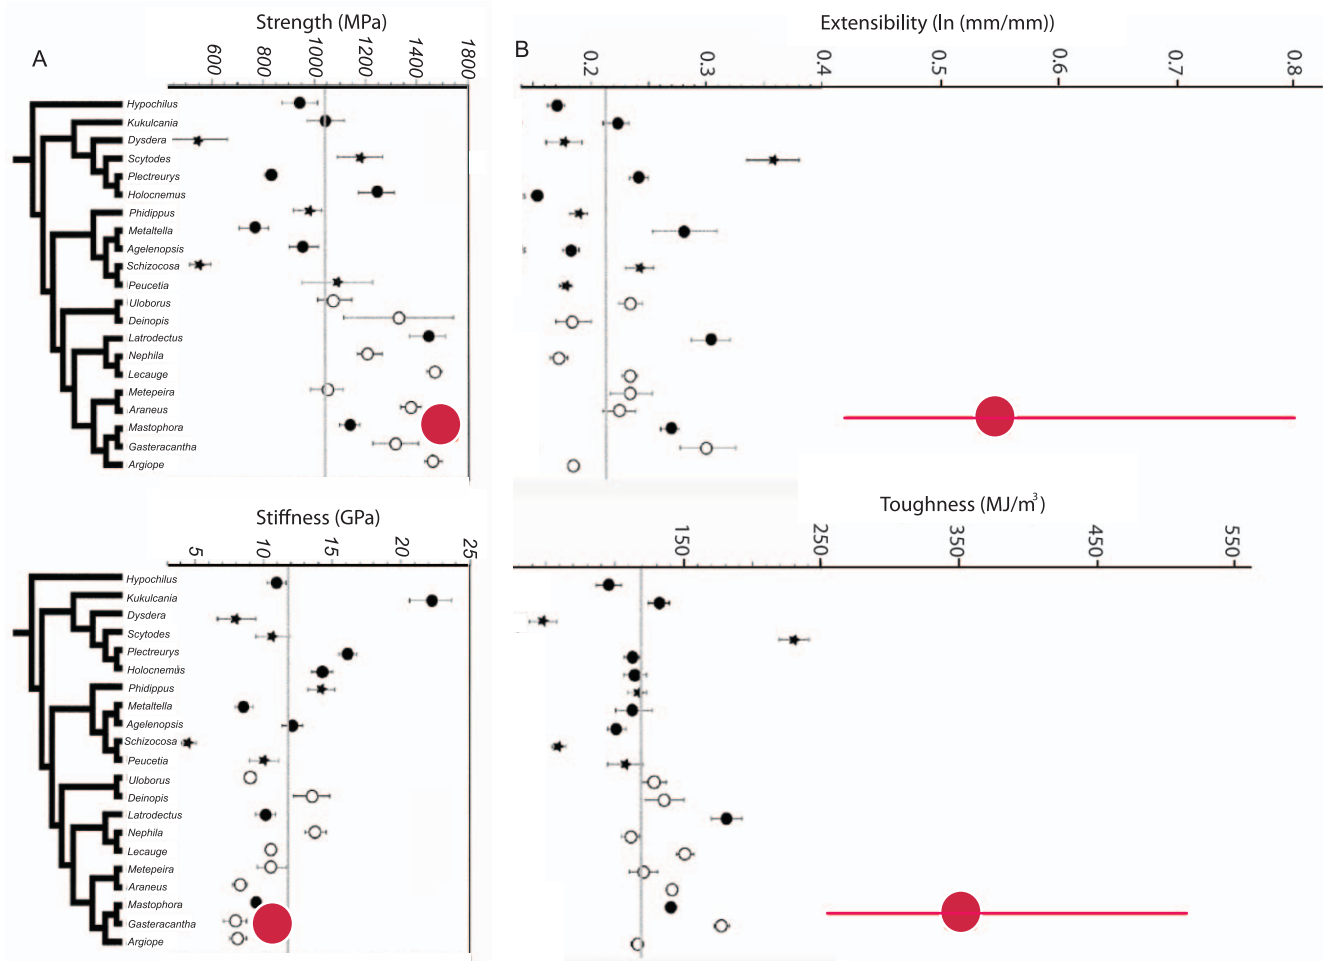 A
Strength (MPa)
600
800
1000
1200
1400
1600
1800
Hypochilus
Kukulcania
Dysdera
Scytodes
Plectreurys
Holocnemus
Phidippus
Metaltella
Agelenopsis
Schizocosa
Peucetia
Uloborus
Deinopis
Latrodectus
Nephila
Lecauge
Metepeira
Araneus
Mastophora
Gasteracantha
Argiope
B
Extensibility (ln (mm/mm))
0.2
0.3
0.4
0.5
0.6
0.7
0.8
Stiffness (GPa)
5
10
15
20
25
Hypochilus
Kukulcania
Dysdera
Scytodes
Plectreurys
Holocnemus
Phidippus
Metaltella
Agelenopsis
Schizocosa
Peucetia
Uloborus
Deinopis
Latrodectus
Nephila
Lecauge
Metepeira
Araneus
Mastophora
Gasteracantha
Argiope
Toughness (MJ/m³)
150
250
350
450
550